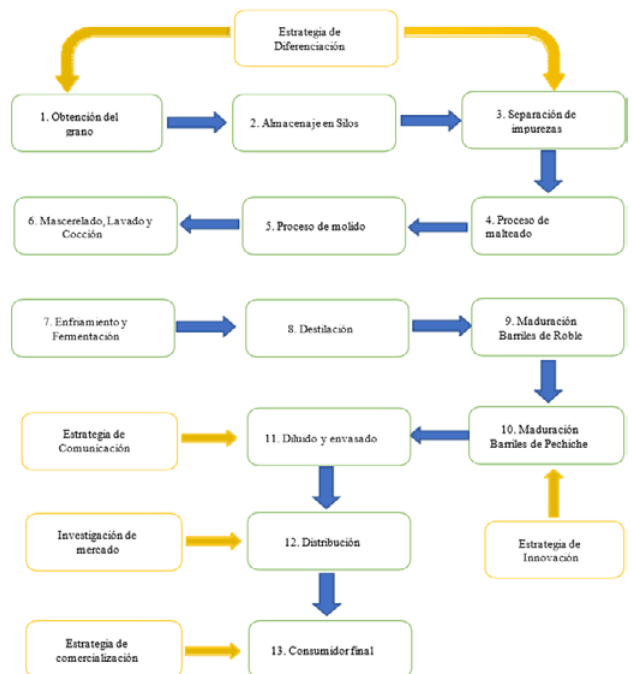 Estrategia de
Diferenciación
1. Obtención del
grano
2. Almacenaje en Silos
3. Separación de
impurezas
6. Mascerelado, Lavado y
Cocción
5. Proceso de molido
4. Proceso de
malteado
7. Enfriamiento y
Fermentación
8. Destilación
9. Maduración
Barriles de Roble
Estrategia de
Comunicación
11. Diluido y envasado
10. Maduración
Barriles de Pechiche
Investigación de
mercado
12. Distribución
Estrategia de
Innovación
Estrategia de
comercialización
13. Consumidor final